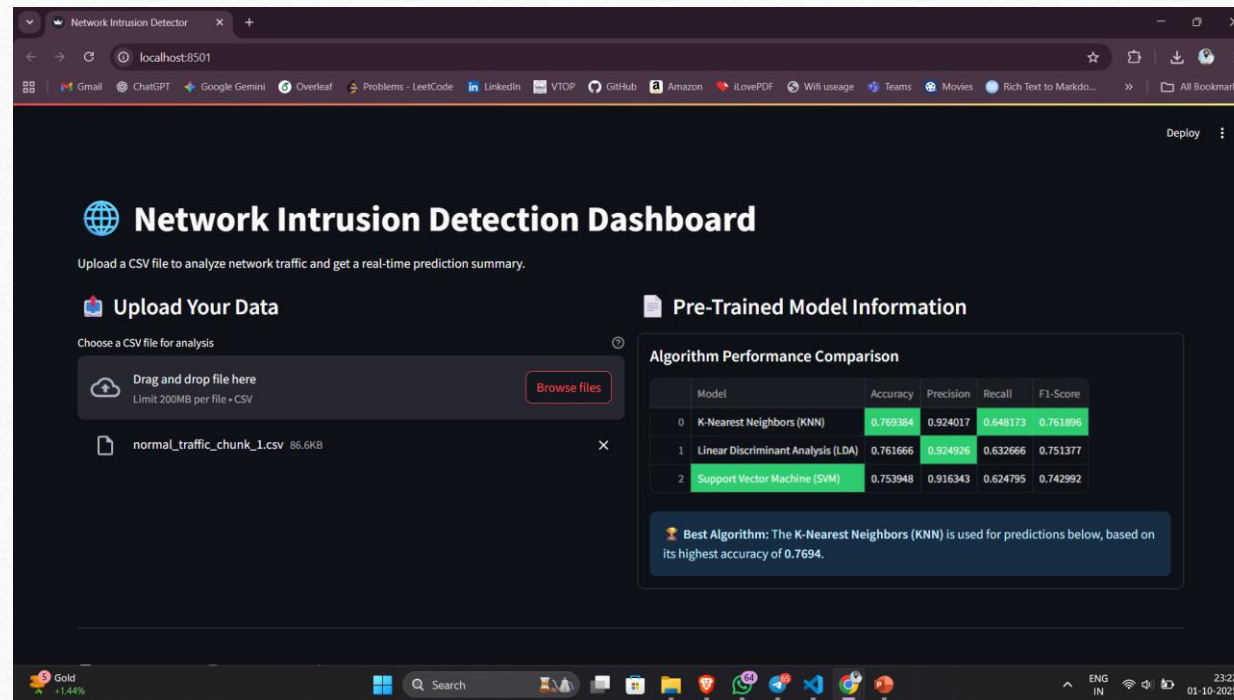 Network Intrusion Detector
localhost:8501
Gmail ChatGPT Google Gemini Overleaf Problems - LeetCode LinkedIn VTOP GitHub Amazon iLovePDF Wifi useage Teams Movies Rich Text to Markdo... » All Bookmar
Deploy
Network Intrusion Detection Dashboard
Upload a CSV file to analyze network traffic and get a real-time prediction summary.
Upload Your Data
Choose a CSV file for analysis
Drag and drop file here
Limit 200MB per file • CSV
Browse files
normal_traffic_chunk_1.csv 86.6KB
Pre-Trained Model Information
Algorithm Performance Comparison
Model Accuracy Precision Recall F1-Score
0 K-Nearest Neighbors (KNN) 0.769384 0.924017 0.648173 0.761896
1 Linear Discriminant Analysis (LDA) 0.761666 0.924926 0.632666 0.751377
2 Support Vector Machine (SVM) 0.753948 0.916343 0.624795 0.742992
Best Algorithm: The K-Nearest Neighbors (KNN) is used for predictions below, based on
its highest accuracy of 0.7694.
5 Gold
+1.44%
Search
64
ENG
IN
23:2
01-10-202